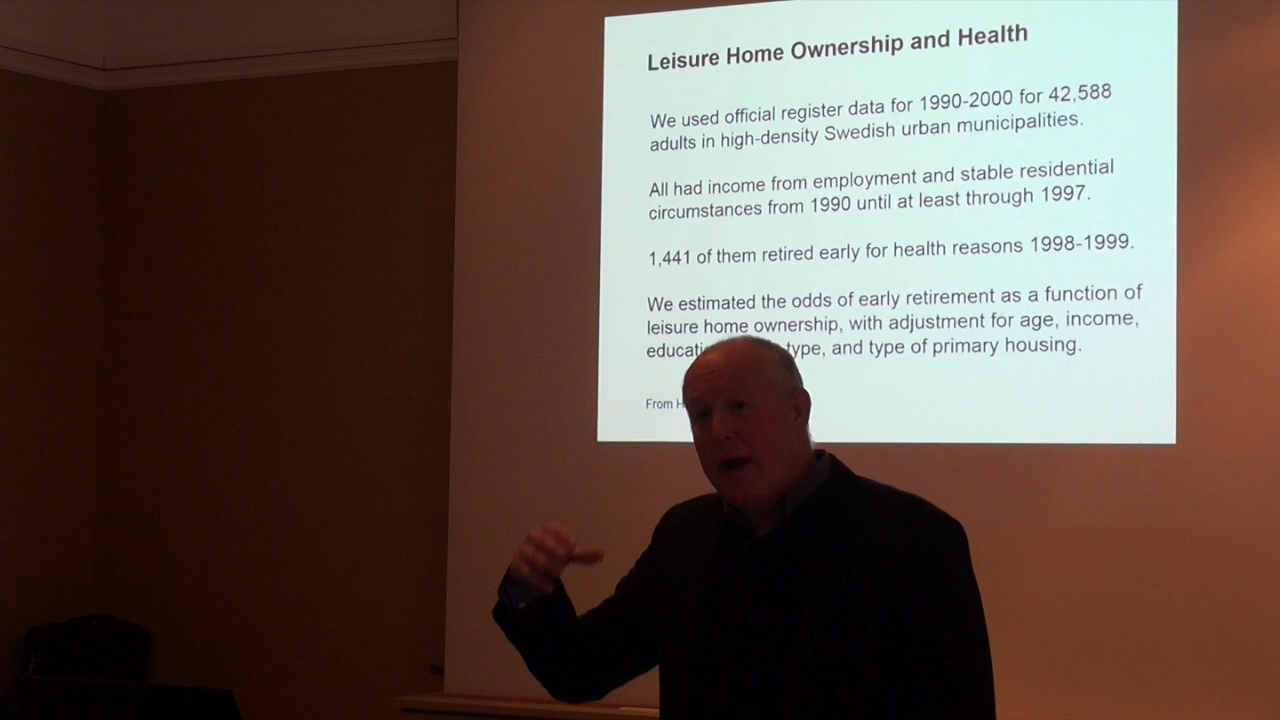 Leisure Home Ownership and Health
We used official register data for 1990-2000 for 42,588
adults in high-density Swedish urban municipalities.
All had income from employment and stable residential
circumstances from 1990 until at least through 1997.
1,441 of them retired early for health reasons 1998-1999.
We estimated the odds of early retirement as a function of
leisure home ownership, with adjustment for age, income,
type, and type of primary housing.
From